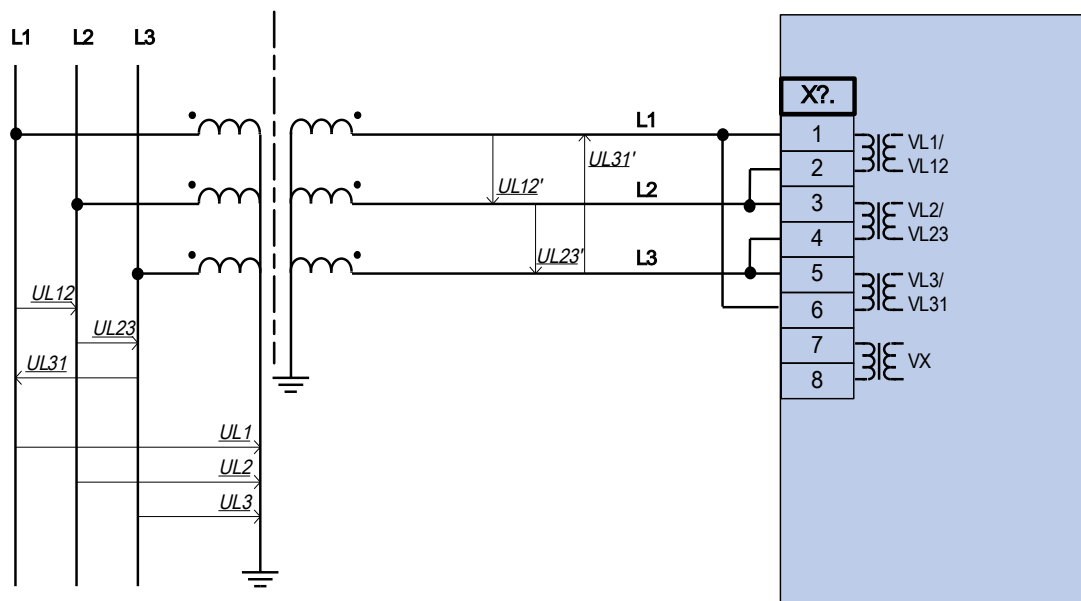 L1 L2 L3
X?.
L1
1
VL1/
VL12
UL31'
2
UL12'
L2
3
VL2/
VL23
4
UL23'
L3
5
VL3/
VL31
6
UL12
UL23
7
VX
UL31
8
UL1
UL2
UL3